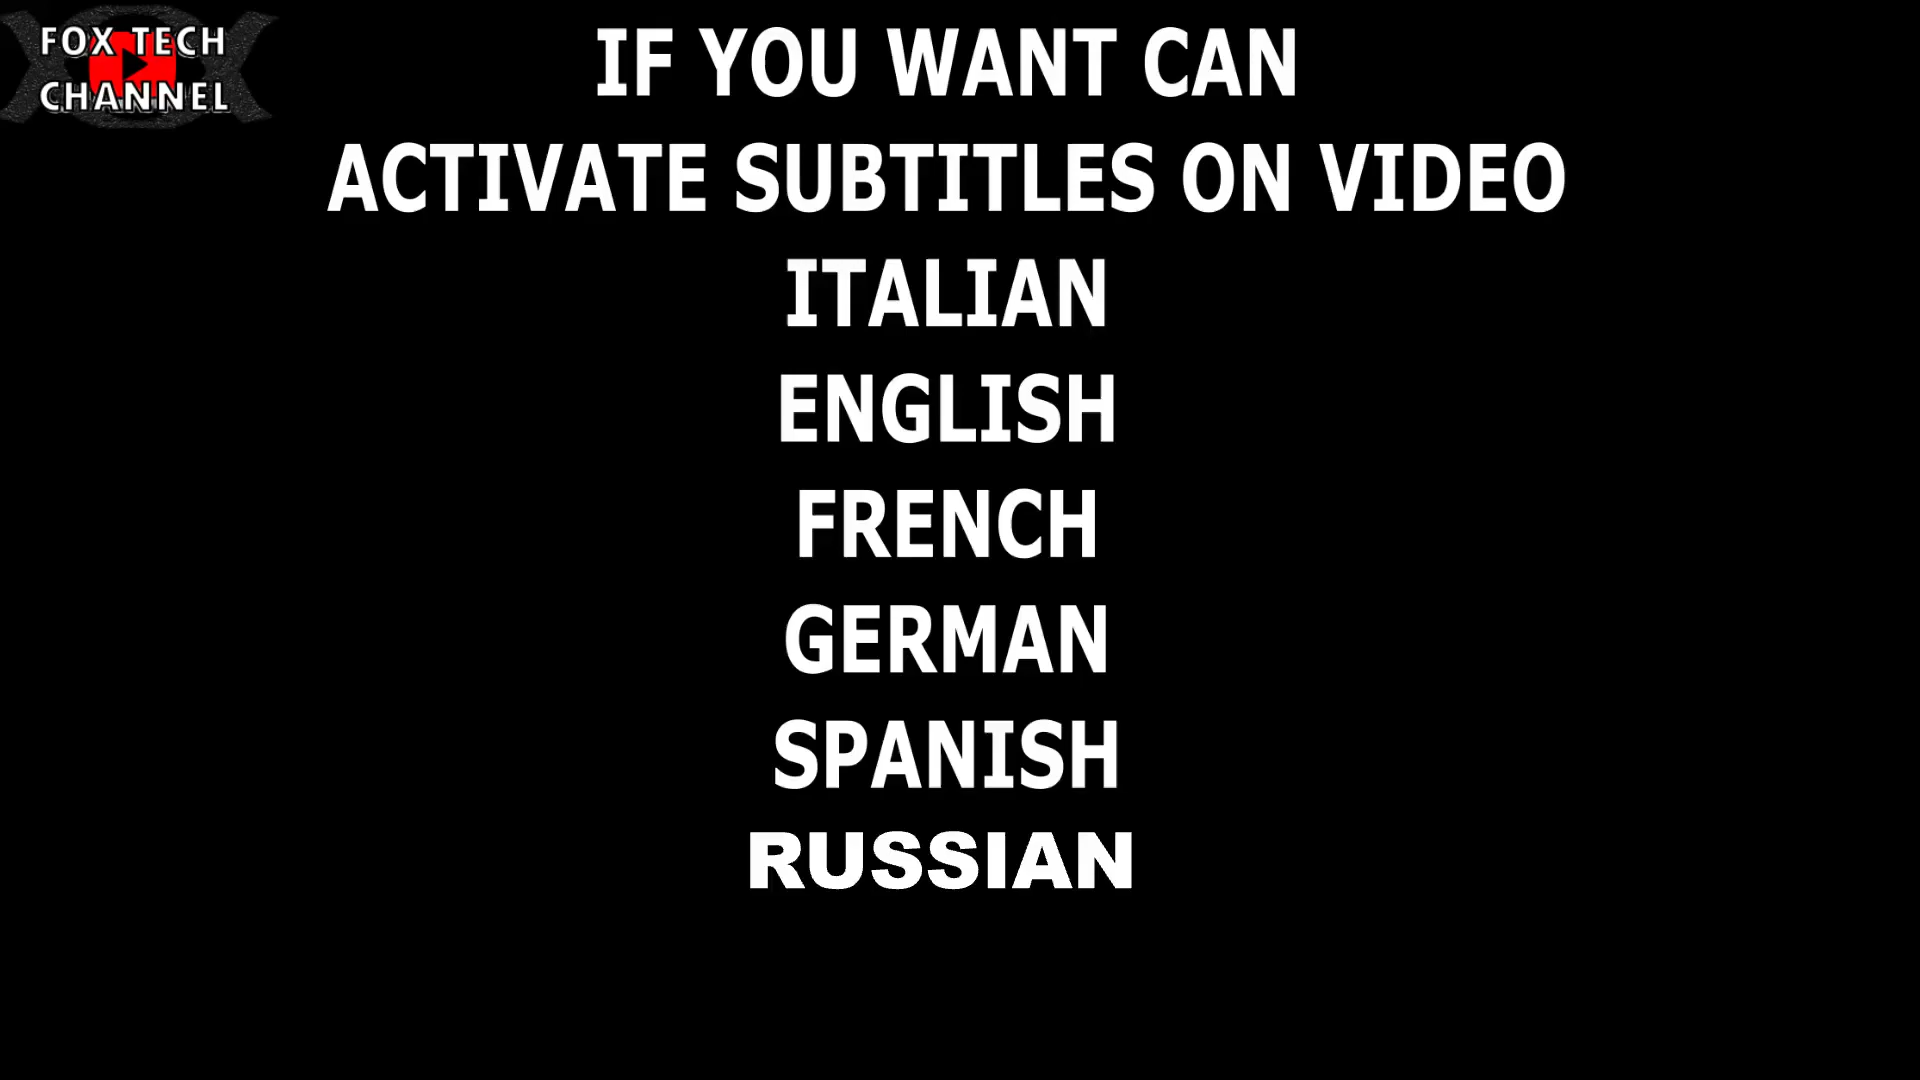 FOX TECH
CHANNEL
IF YOU WANT CAN
ACTIVATE SUBTITLES ON VIDEO
ITALIAN
ENGLISH
FRENCH
GERMAN
SPANISH
RUSSIAN